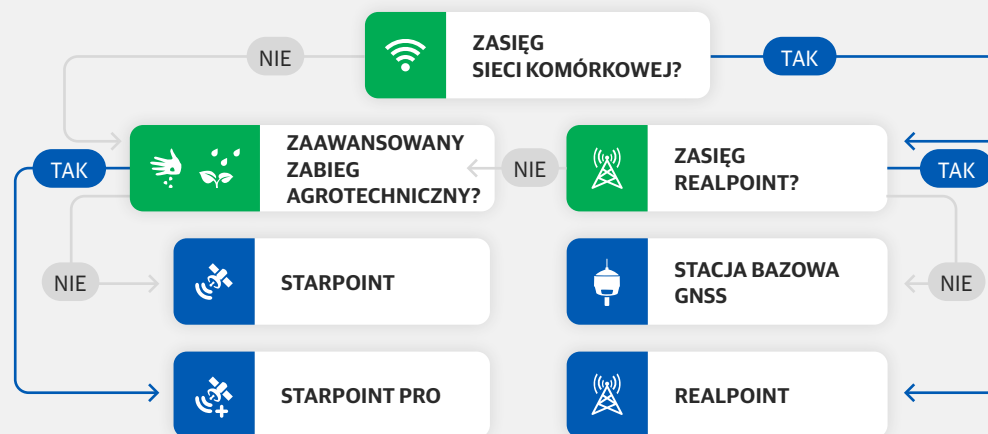 ZASIĘG
SIECI KOMÓRKOWEJ?
NIE
TAK
ZAAWANSOWANY
ZABIEG
AGROTECHNICZNY?
TAK
NIE
ZASIĘG
REALPOINT?
TAK
NIE
STARPOINT
STACJA BAZOWA
GNSS
NIE
STARPOINT PRO
REALPOINT